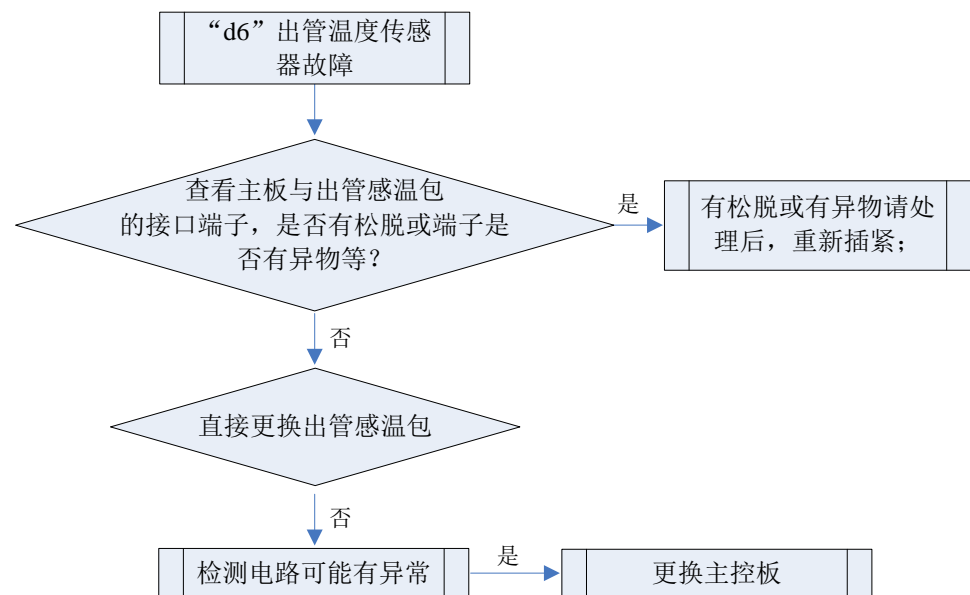 “d6”出管温度传感
器故障
查看主板与出管感温包
的接口端子，是否有松脱或端子是
否有异物等？
是
有松脱或有异物请处
理后，重新插紧；
否
直接更换出管感温包
否
检测电路可能有异常
是
更换主控板